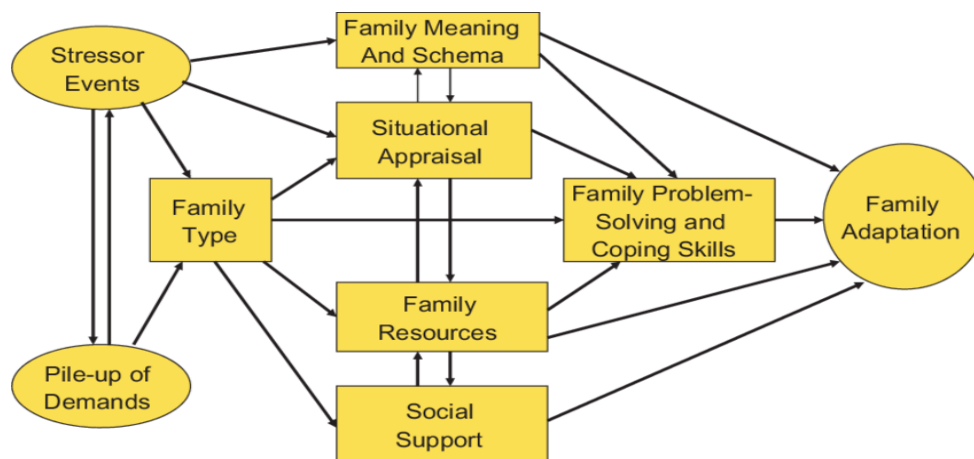 Stressor
Events
Family Meaning
And Schema
Situational
Appraisal
Family
Type
Family Problem-
Solving and
Coping Skills
Family
Adaptation
Family
Resources
Pile-up of
Demands
Social
Support